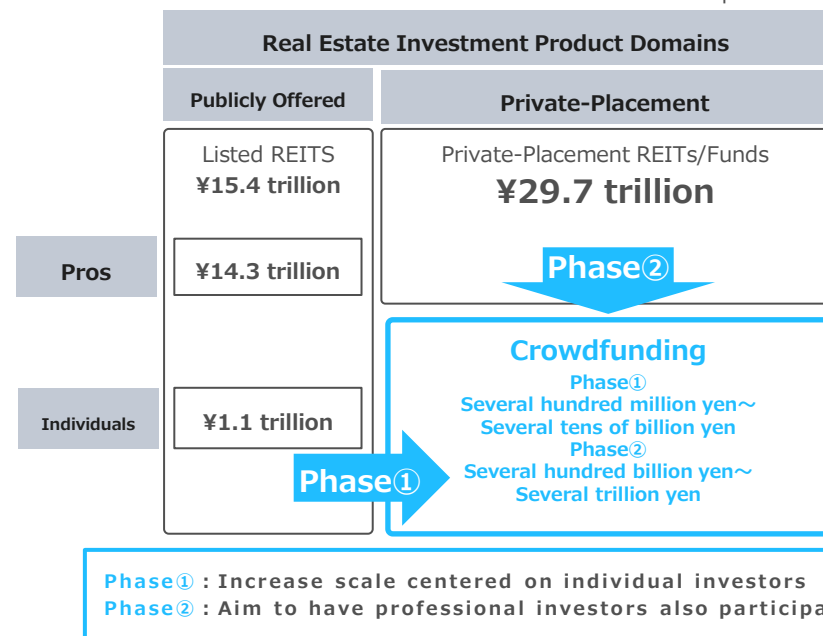 Real Estate Investment Product Domains
Publicly Offered
Private-Placement
Listed REITS
¥15.4 trillion
Private-Placement REITs/Funds
¥29.7 trillion
Pros
¥14.3 trillion
Phase②
Crowdfunding
Phase①
Several hundred million yen～
Several tens of billion yen
Phase②
Several hundred billion yen～
Several trillion yen
Individuals
¥1.1 trillion
Phase①
Phase①：Increase scale centered on individual investors
Phase②：Aim to have professional investors also